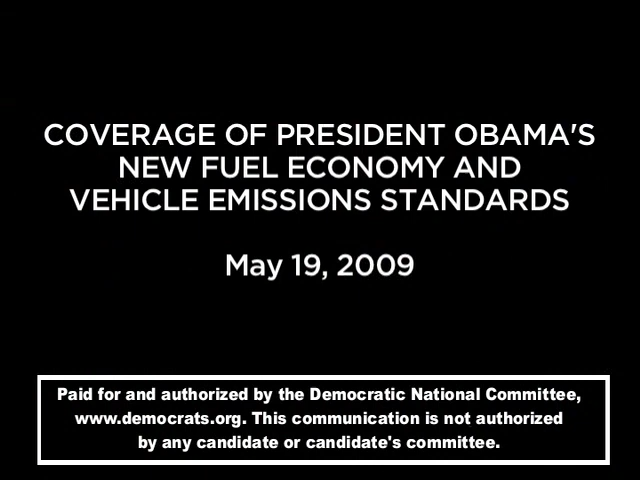 COVERAGE OF PRESIDENT OBAMA'S
NEW FUEL ECONOMY AND
VEHICLE EMISSIONS STANDARDS
May 19, 2009
Paid for and authorized by the Democratic National Committee,
www.democrats.org. This communication is not authorized
by any candidate or candidate's committee.